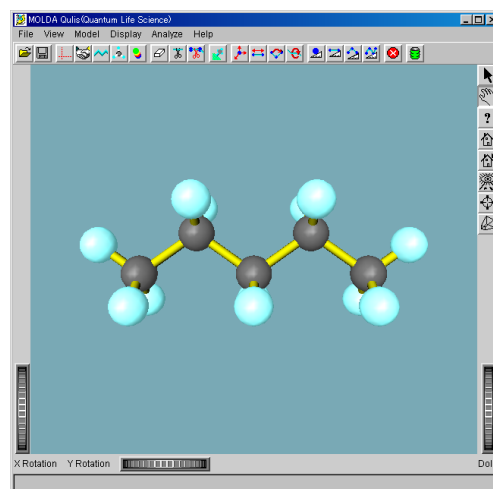 MOLDA Qulis(Quantum Life Science)
File View Model Display Analyze Help
?
X Rotation Y Rotation Dol